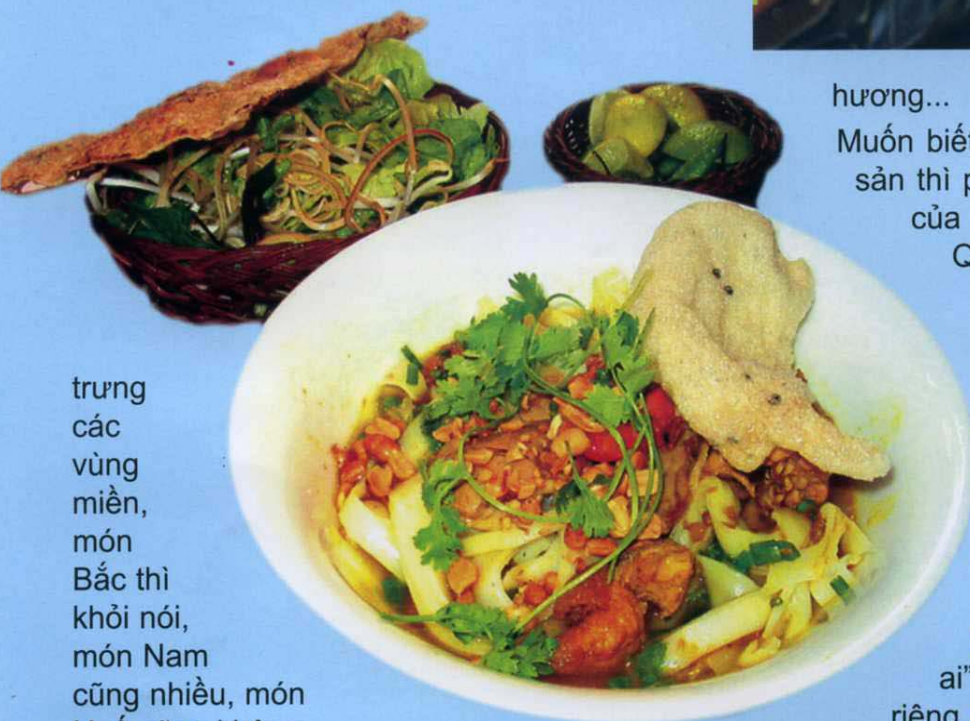 trưng
các
vùng
miền,
món
Bắc thì
khỏi nói,
món Nam
cũng nhiều, món
hương...
Muốn biết
sản thì
của
ai”
riêng